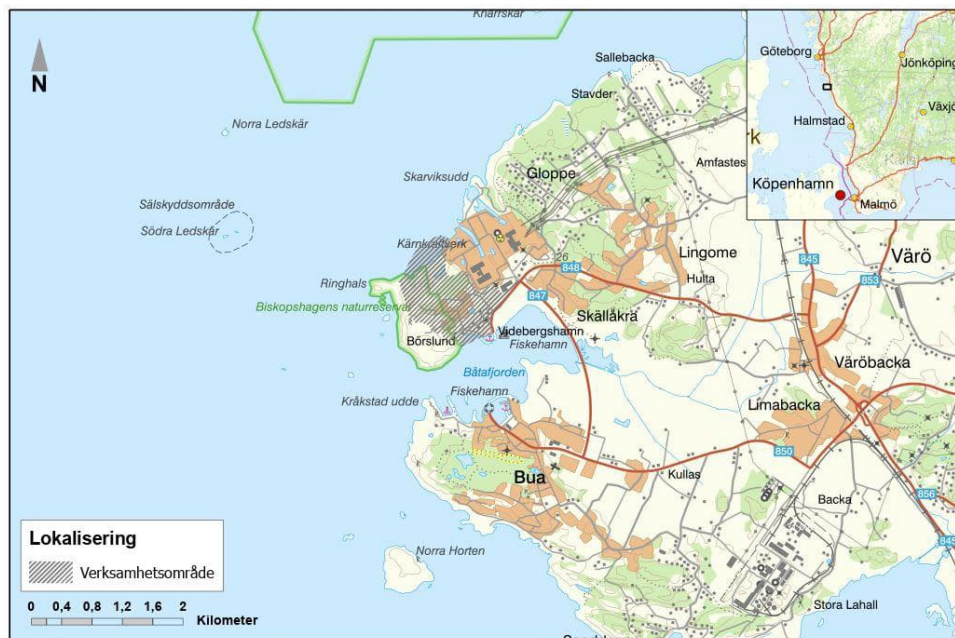 Knarrskär
Sallebacka
Stavder
Norra Ledskär
Amfastes
Gloppe
Skarviksudd
Sälskyddsområde
Södra Ledskär
Kärnkraftverk
26
Lingome
Hulta
848
845
Värö
853
Ringhals
847
Biskopshagens naturreservat
Skällåkra
Videbergshamn
Börslund
Fiskehamn
Båtafjorden
Väröbacka
Fiskehamn
Kråkstad udde
Limabacka
850
Bua
Kullas
856
Backa
845
Norra Horten
Stora Lahall
N
Göteborg
Jönköping
Växjö
Halmstad
Köpenhamn
Malmö
Lokalisering
Verksamhetsområde
0 0,4 0,8 1,2 1,6 2
Kilometer